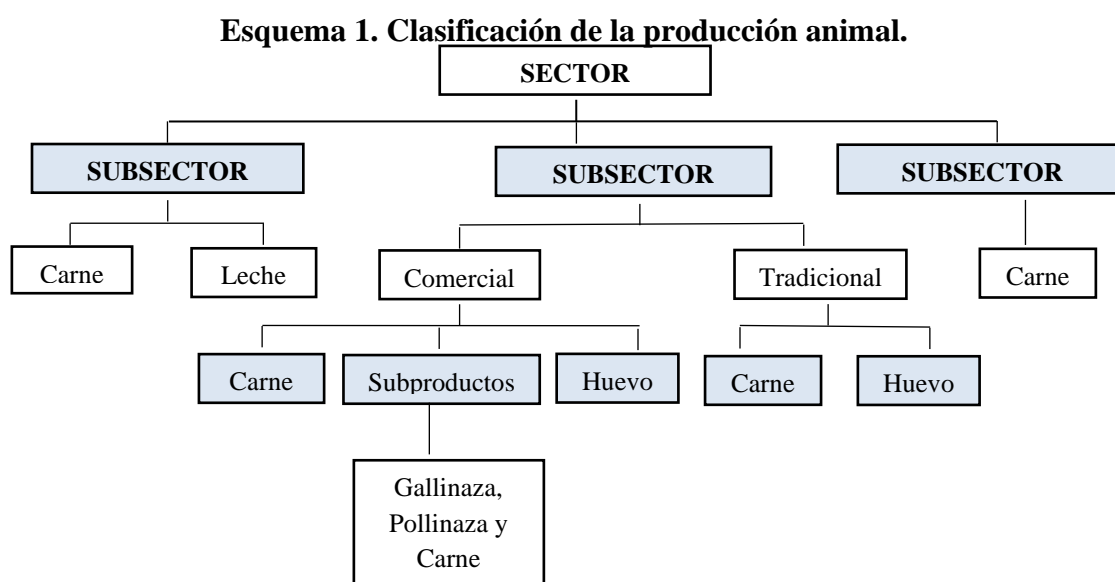 Esquema 1. Clasificación de la producción animal.
SECTOR
SUBSECTOR
SUBSECTOR
SUBSECTOR
Carne
Leche
Comercial
Tradicional
Carne
Carne
Subproductos
Huevo
Carne
Huevo
Gallinaza,
Pollinaza y
Carne